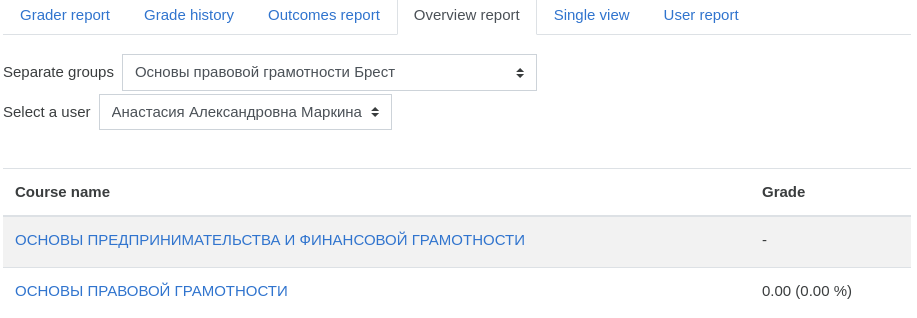 Grader report Grade history Outcomes report Overview report Single view User report
Separate groups Основы правовой грамотности Брест
Select a user Анастасия Александровна Маркина
Course name Grade
ОСНОВЫ ПРЕДПРИНИМАТЕЛЬСТВА И ФИНАНСОВОЙ ГРАМОТНОСТИ -
ОСНОВЫ ПРАВОВОЙ ГРАМОТНОСТИ 0.00 (0.00 %)